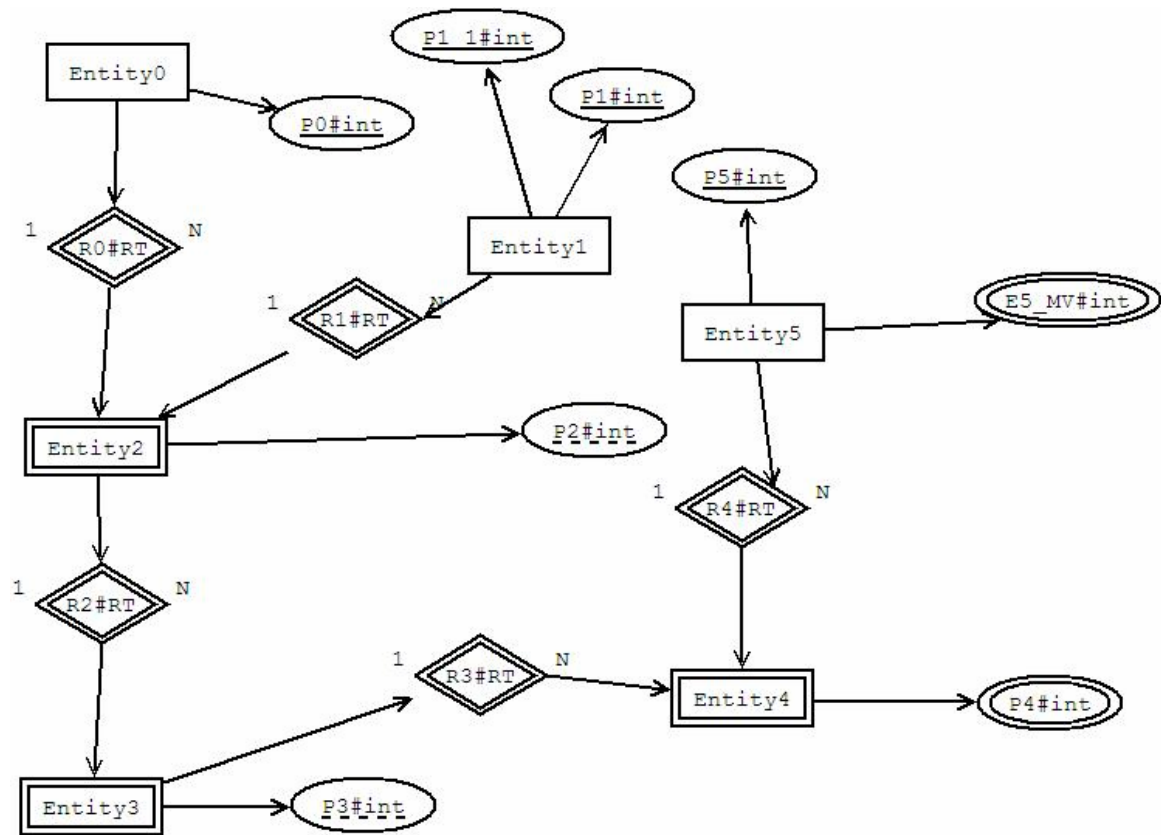 P1_1#int
Entity0
P1#int
P0#int
P5#int
1
N
R0#RT
Entity1
1
N
R1#RT
E5_MV#int
Entity5
Entity2
P2#int
1
N
R4#RT
1
N
R2#RT
1
N
R3#RT
Entity4
P4#int
Entity3
P3#int